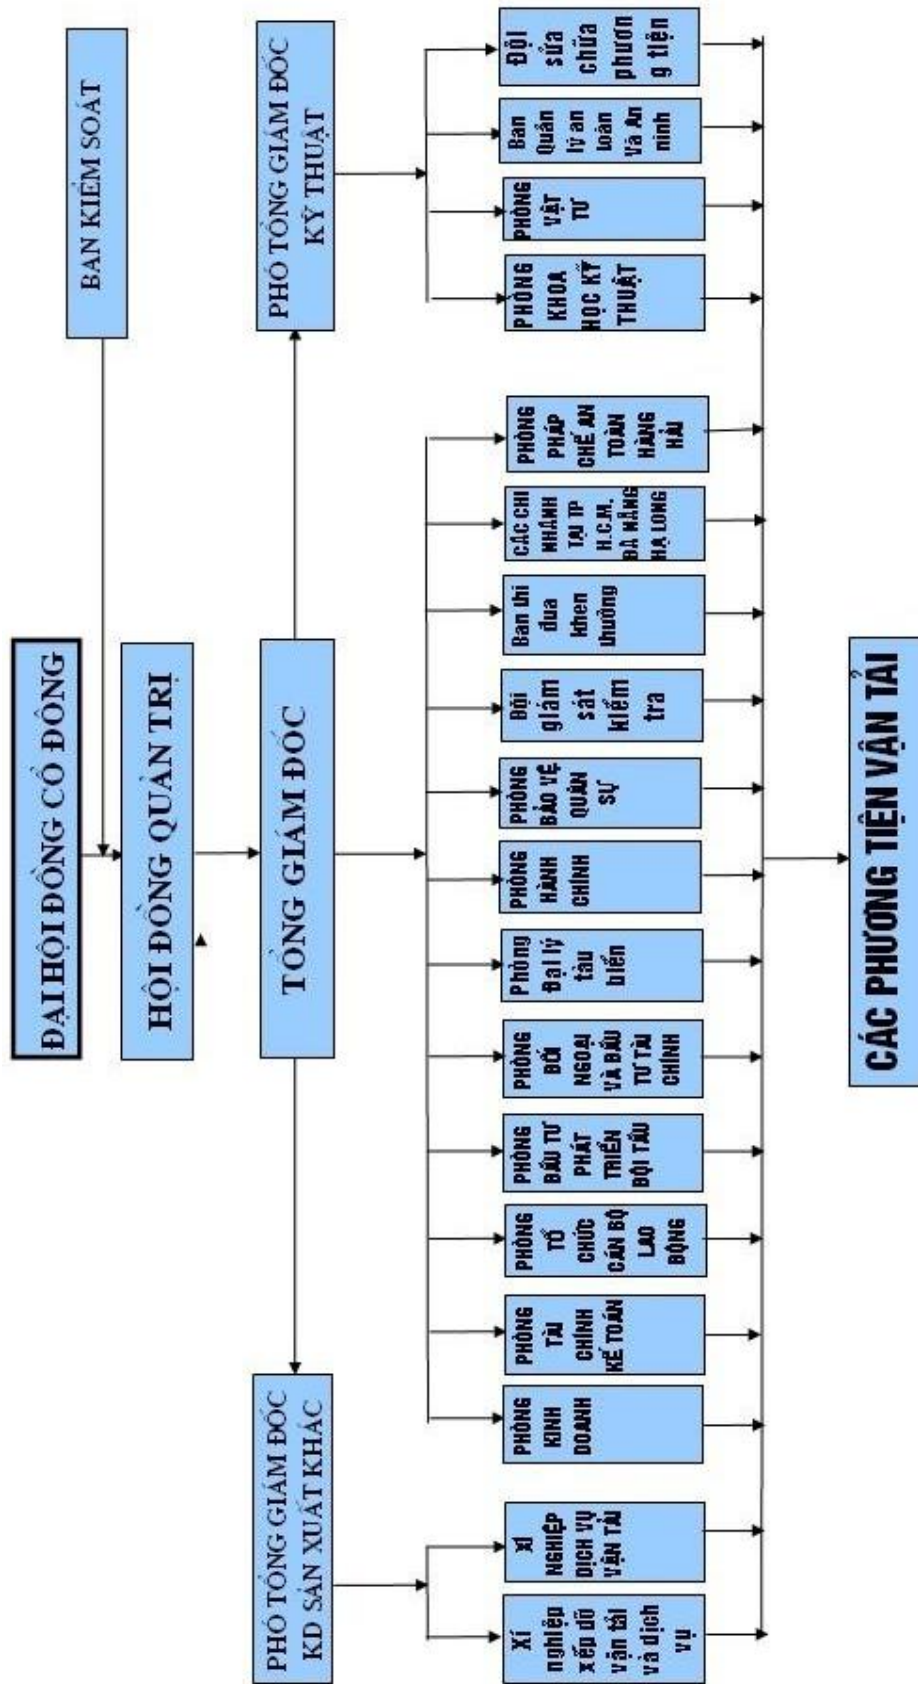 ĐẠI HỘI ĐỒNG CỔ ĐÔNG
BAN KIỂM SOÁT
HỘI ĐỒNG QUẢN TRỊ
PHÓ TỔNG GIÁM ĐỐC
KD SẢN XUẤT KHÁC
TỔNG GIÁM ĐỐC
PHÓ TỔNG GIÁM ĐỐC
KỸ THUẬT
Xí
nghiệp
xếp dỡ
vận tải
và dịch
vụ
XÍ
NGHIỆP
DỊCH VỤ
VẬN TẢI
PHÒNG
KINH
DOANH
PHÒNG
TÀI
CHÍNH
KẾ TOÁN
PHÒNG
TỔ
CHỨC
CÁN BỘ
LAO
ĐỘNG
PHÒNG
ĐẦU TƯ
PHÁT
TRIỂN
ĐỘI TẦU
PHÒNG
ĐỐI
NGOẠI
VÀ ĐẦU
TƯ TÀI
CHÍNH
Phòng
Đại lý
tàu
biển
PHÒNG
HÀNH
CHÍNH
PHÒNG
BẢO VỆ
QUÂN
SỰ
Đội
giám
sát
kiểm
tra
Ban thi
đua
khen
thưởng
CÁC CHI
NHÁNH
TẠI TP
H.C.M.
ĐÀ NẴNG
HẠ LONG
PHÒNG
PHÁP
CHẾ AN
TOÀN
HÀNG
HẢI
PHÒNG
KHOA
HỌC KỸ
THUẬT
PHÒNG
VẬT
TƯ
Ban
Quản
lý an
toàn
Và An
ninh
Đội
sửa
chữa
phươn
g tiện
CÁC PHƯƠNG TIỆN VẬN TẢI